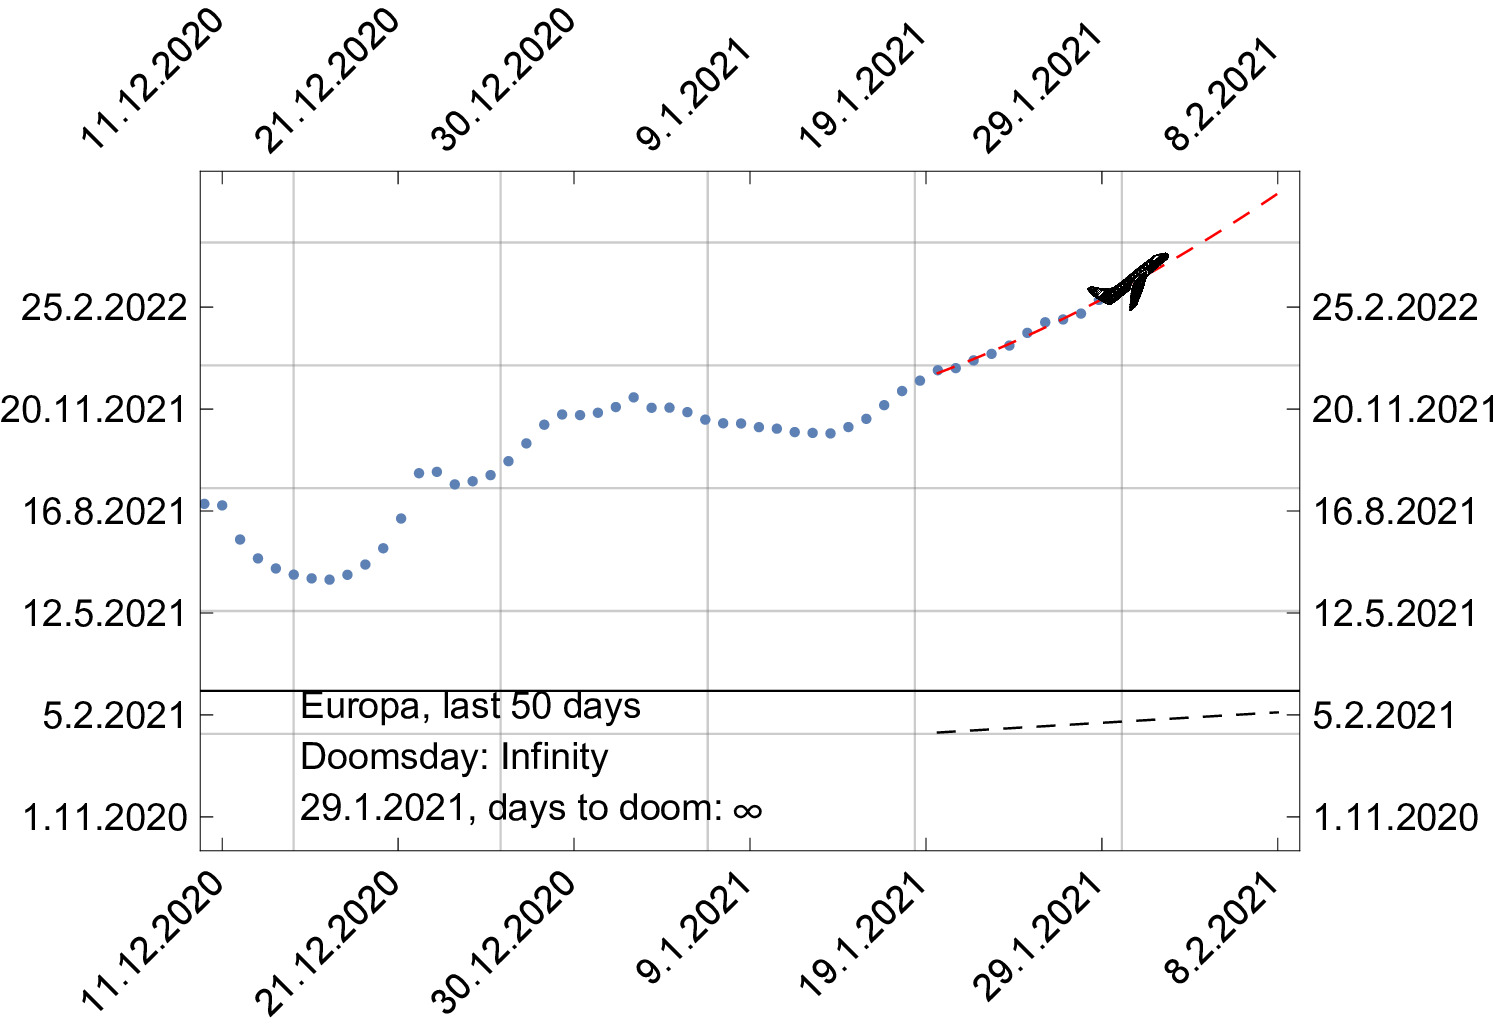 11.12.2020 21.12.2020 30.12.2020 9.1.2021 19.1.2021 29.1.2021 8.2.2021
25.2.2022 25.2.2022
20.11.2021 20.11.2021
16.8.2021 16.8.2021
12.5.2021 12.5.2021
Europa, last 50 days
5.2.2021 5.2.2021
Doomsday: Infinity
29.1.2021, days to doom: ∞
1.11.2020 1.11.2020
11.12.2020 21.12.2020 30.12.2020 9.1.2021 19.1.2021 29.1.2021 8.2.2021